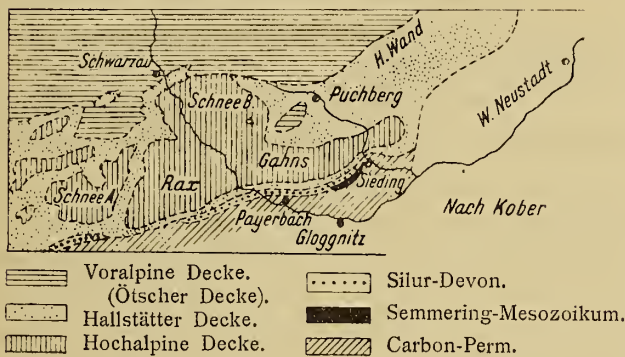 Schwarzau
H. Wand
Schnee B.
Puchberg
W. Neustadt
Gahns
Schnee A.
Rax
Sieding
Payerbach
Nach Kober
Gloggnitz
Voralpine Decke.
(Ötscher Decke).
Hallstätter Decke.
Hochalpine Decke.
Silur-Devon.
Semmering-Mesozoikum.
Carbon-Perm.